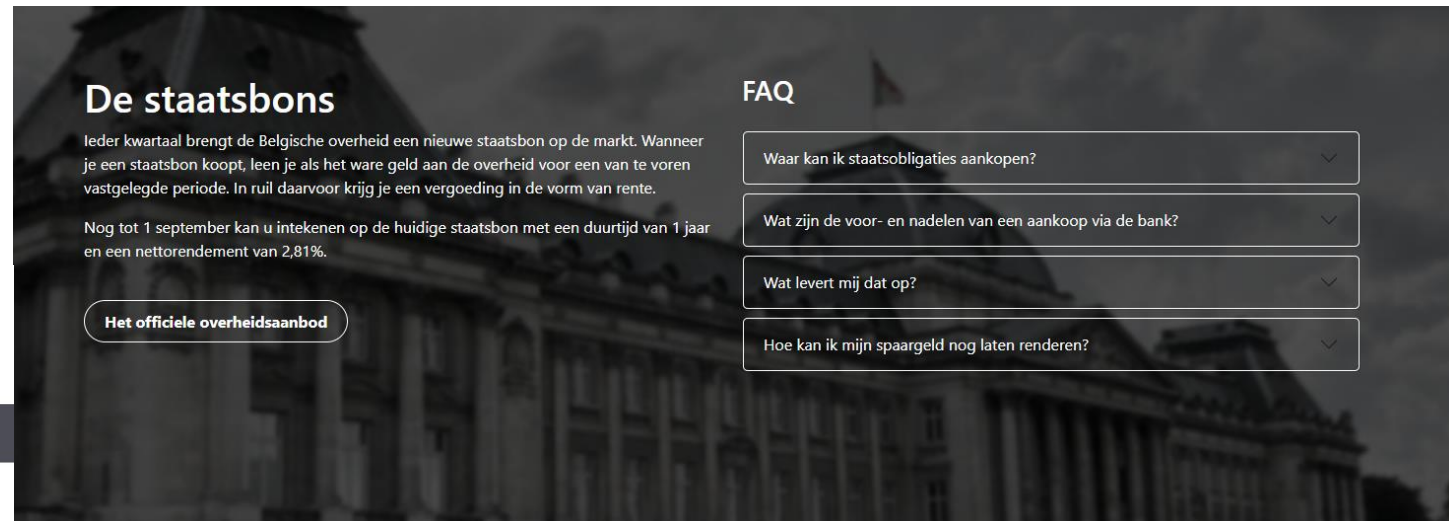 De staatsbons
Ieder kwartaal brengt de Belgische overheid een nieuwe staatsbon op de markt. Wanneer
je een staatsbon koopt, leen je als het ware geld aan de overheid voor een van te voren
vastgelegde periode. In ruil daarvoor krijg je een vergoeding in de vorm van rente.
Nog tot 1 september kan u intekenen op de huidige staatsbon met een duurtijd van 1 jaar
en een nettorendement van 2,81%.
Het officiele overheidsaanbod
FAQ
Waar kan ik staatsobligaties aankopen?
Wat zijn de voor- en nadelen van een aankoop via de bank?
Wat levert mij dat op?
Hoe kan ik mijn spaargeld nog laten renderen?